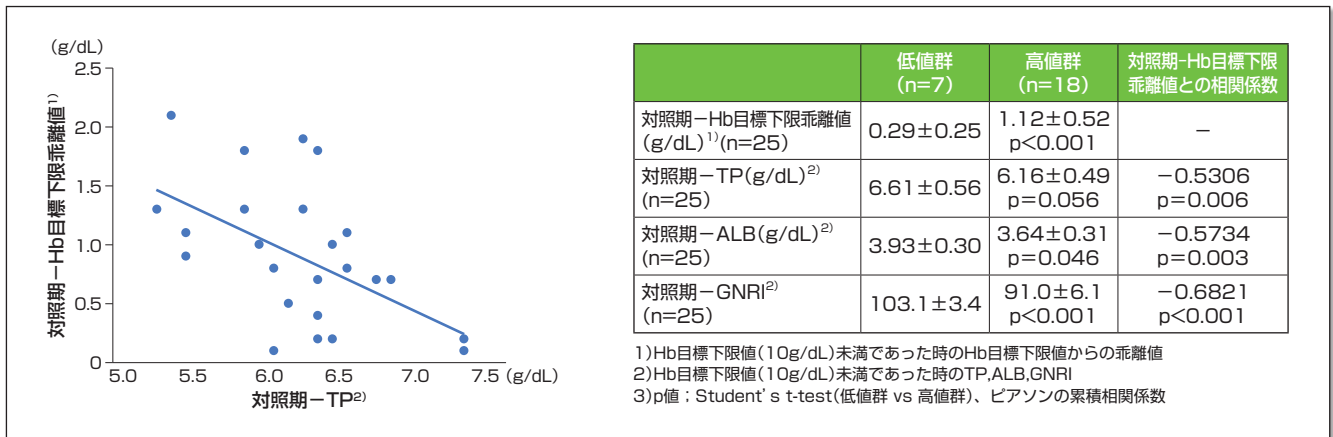 (g/dL)
2.5
2.0
1.5
1.0
0.5
0
対照期−Hb目標下限乖離値1)
5.0 5.5 6.0 6.5 7.0 7.5 (g/dL)
対照期−TP2)
低値群 高値群 対照期−Hb目標下限
(n=7) (n=18) 乖離値との相関係数
対照期−Hb目標下限乖離値 0.29±0.25 1.12±0.52 −
(g/dL)1)(n=25) p<0.001
対照期−TP(g/dL)2) 6.61±0.56 6.16±0.49 −0.5306
(n=25) p=0.056 p=0.006
対照期−ALB(g/dL)2) 3.93±0.30 3.64±0.31 −0.5734
(n=25) p=0.046 p=0.003
対照期−GNRI2) 103.1±3.4 91.0±6.1 −0.6821
(n=25) p<0.001 p<0.001
1)Hb目標下限値(10g/dL)未満であった時のHb目標下限値からの乖離値
2)Hb目標下限値(10g/dL)未満であった時のTP,ALB,GNRI
3)p値；Student's t-test(低値群 vs 高値群)、ピアソンの累積相関係数